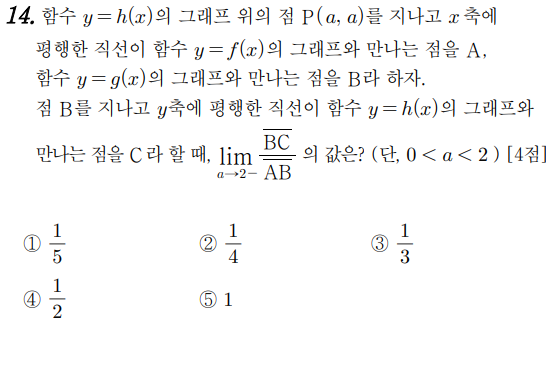 14. 함수 y=h(x)의 그래프 위의 점 P(a, a)를 지나고 x축에
평행한 직선이 함수 y=f(x)의 그래프와 만나는 점을 A,
함수 y=g(x)의 그래프와 만나는 점을 B라 하자.
점 B를 지나고 y축에 평행한 직선이 함수 y=h(x)의 그래프와
만나는 점을 C라 할 때, lim_{a→2-} \frac{\overline{BC}}{\overline{AB}} 의 값은? (단, 0<a<2) [4점]
① \frac{1}{5} ② \frac{1}{4} ③ \frac{1}{3}
④ \frac{1}{2} ⑤ 1